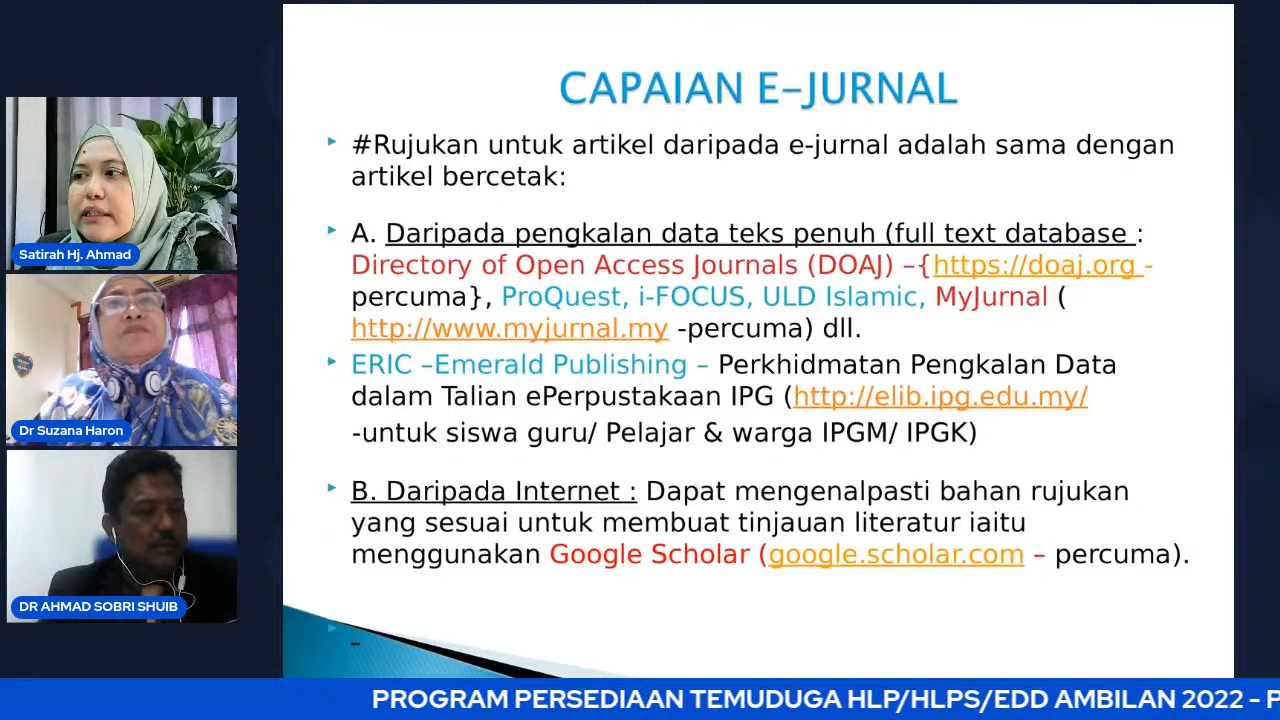 CAPAIAN E-JURNAL
#Rujukan untuk artikel daripada e-jurnal adalah sama dengan
artikel bercetak:
A. Daripada pengkalan data teks penuh (full text database :
Directory of Open Access Journals (DOAJ) –{https://doaj.org -
percuma}, ProQuest, i-FOCUS, ULD Islamic, MyJurnal (
http://www.myjurnal.my -percuma) dll.
ERIC –Emerald Publishing – Perkhidmatan Pengkalan Data
dalam Talian ePerpustakaan IPG (http://elib.ipg.edu.my/
-untuk siswa guru/ Pelajar & warga IPGM/ IPGK)
B. Daripada Internet : Dapat mengenalpasti bahan rujukan
yang sesuai untuk membuat tinjauan literatur iaitu
menggunakan Google Scholar (google.scholar.com – percuma).
–
Satirah Hj. Ahmad
Dr Suzana Haron
DR AHMAD SOBRI SHUIB
PROGRAM PERSEDIAAN TEMUDUGA HLP/HLPS/EDD AMBILAN 2022 – P